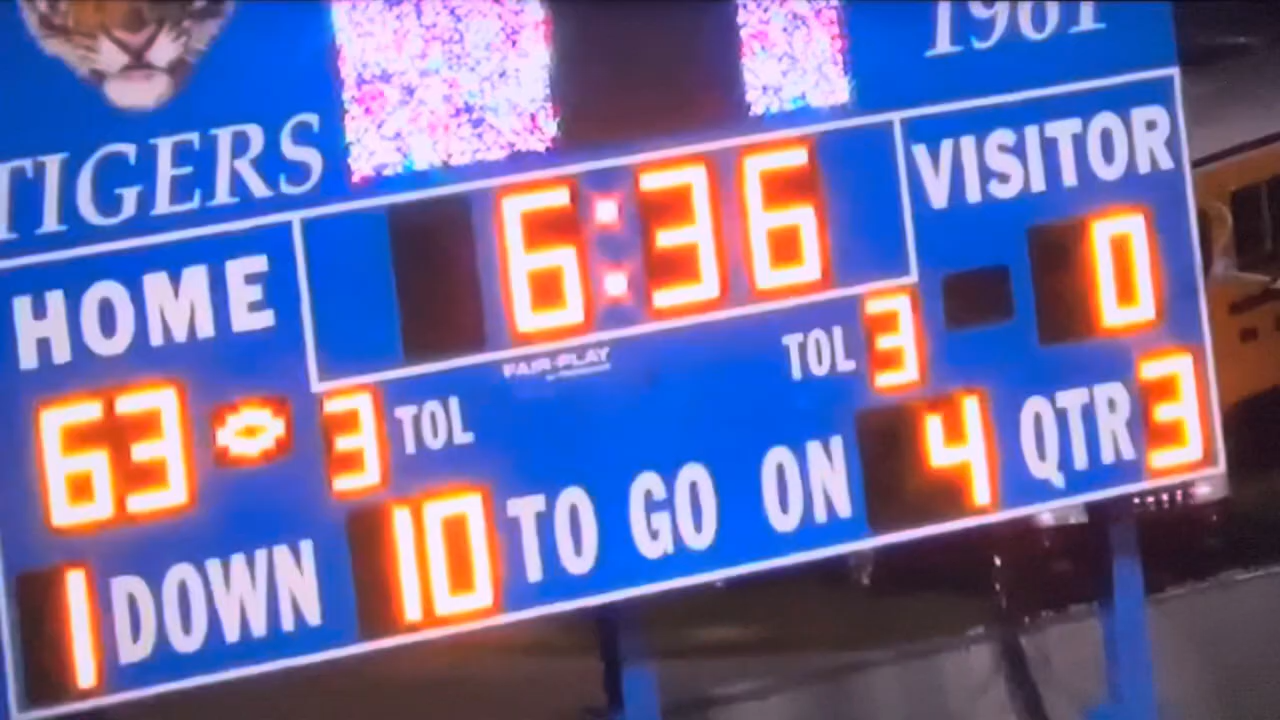 1981
TIGERS
6:36
VISITOR
HOME
0
FAIR-PLAY
TOL 3
63 3 TOL
4 QTR 3
10 TO GO ON
1 DOWN